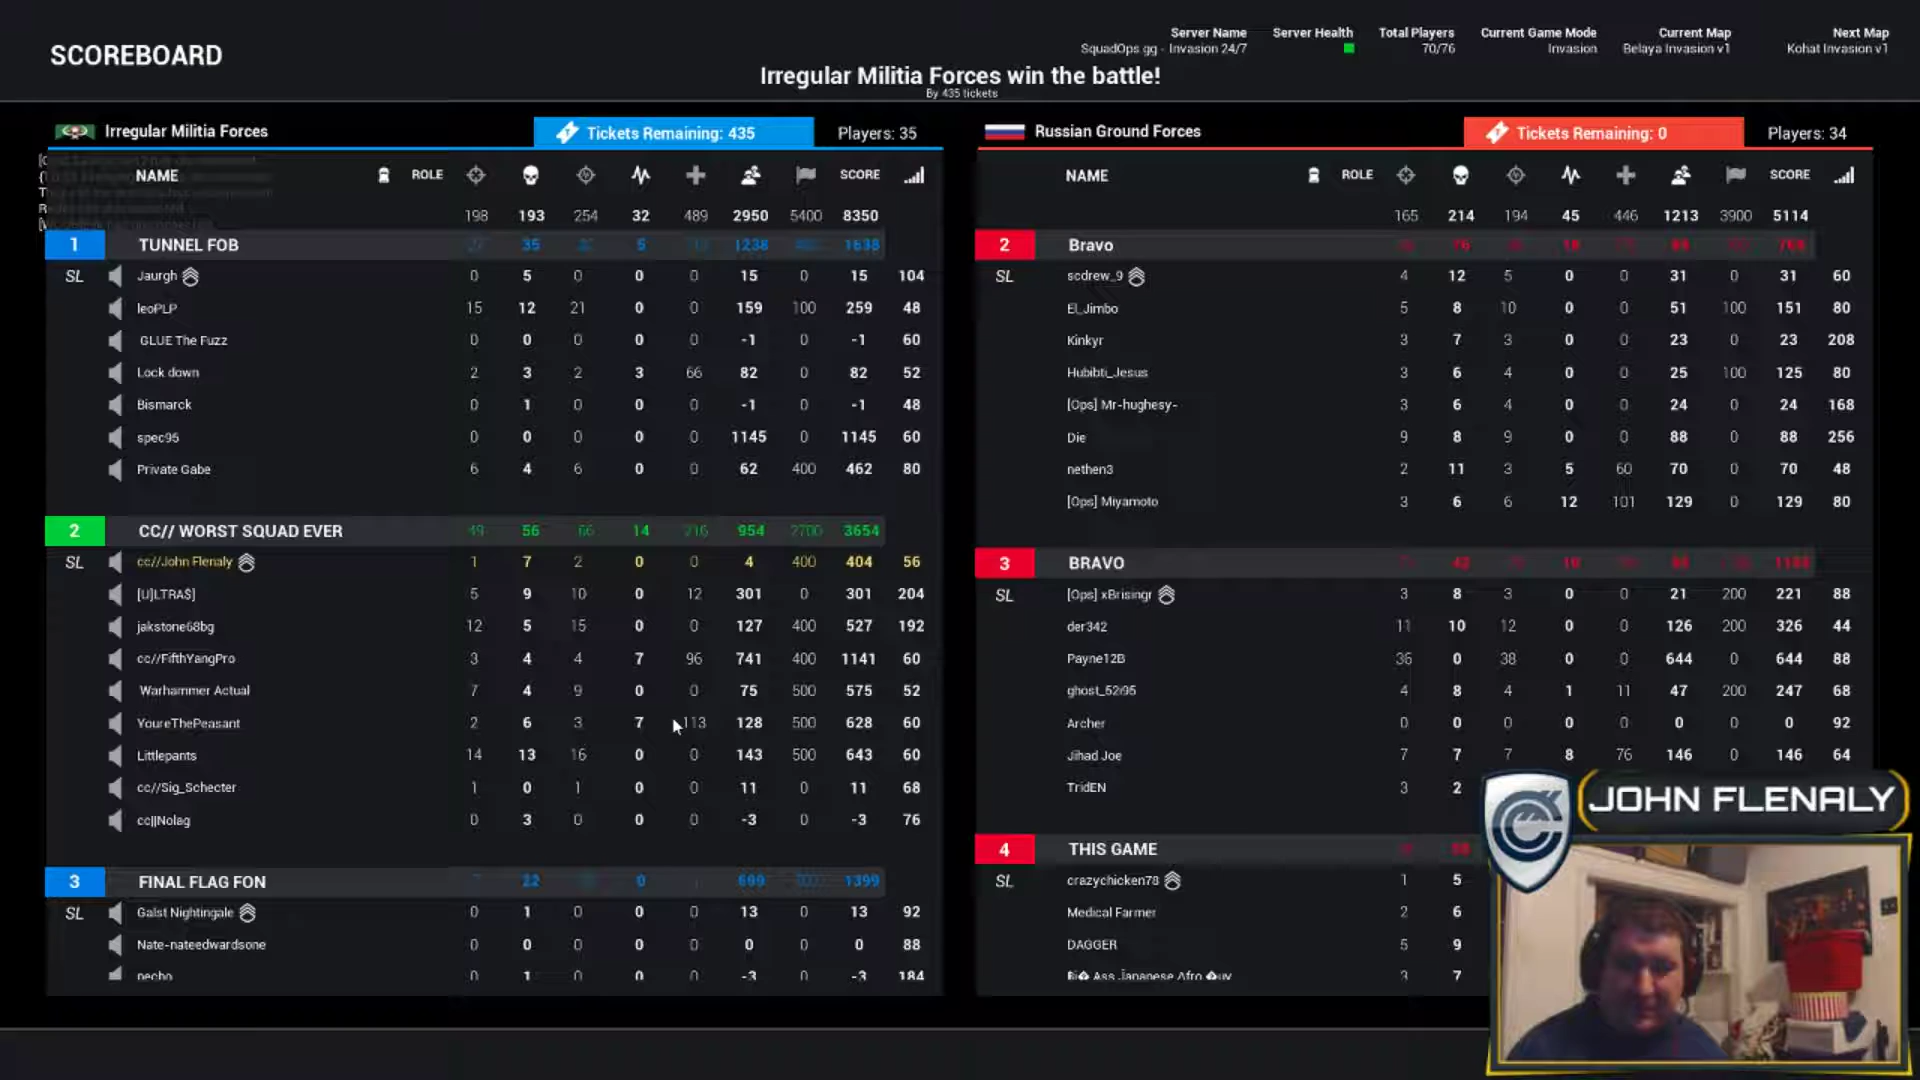 SCOREBOARD
Server Name Server Health Total Players Current Game Mode Current Map Next Map
SquadOps.gg - Invasion 24/7 70/76 Invasion Belaya Invasion v1 Kohat Invasion v1
Irregular Militia Forces win the battle!
By 435 tickets
Irregular Militia Forces Tickets Remaining: 435 Players: 35
NAME ROLE SCORE
198 193 254 32 489 2950 5400 8350
1 TUNNEL FOB 35 5 1238 1638
SL Jaurgh 0 5 0 0 0 15 0 15 104
leoPLP 15 12 21 0 0 159 100 259 48
GLUE The Fuzz 0 0 0 0 0 -1 0 -1 60
Lock down 2 3 2 3 66 82 0 82 52
Bismarck 0 1 0 0 0 -1 0 -1 48
spec95 0 0 0 0 0 1145 0 1145 60
Private Gabe 6 4 6 0 0 62 400 462 80
2 CC// WORST SQUAD EVER 49 56 66 14 216 954 2700 3654
SL cc//John Flenaly 1 7 2 0 0 4 400 404 56
[U]LTRA$] 5 9 10 0 12 301 0 301 204
jakstone68bg 12 5 15 0 0 127 400 527 192
cc//FifthYangPro 3 4 4 7 96 741 400 1141 60
Warhammer Actual 7 4 9 0 0 75 500 575 52
YoureThePeasant 2 6 3 7 113 128 500 628 60
Littlepants 14 13 16 0 0 143 500 643 60
cc//Sig_Schecter 1 0 1 0 0 11 0 11 68
cc||Nolag 0 3 0 0 0 -3 0 -3 76
3 FINAL FLAG FON 22 0 699 1399
SL Galst Nightingale 0 1 0 0 0 13 0 13 92
Nate-nateedwardsone 0 0 0 0 0 0 0 0 88
necho 0 1 0 0 0 -3 0 -3 184
Russian Ground Forces Tickets Remaining: 0 Players: 34
NAME ROLE SCORE
165 214 194 45 446 1213 3900 5114
2 Bravo
SL scdrew_9 4 12 5 0 0 31 0 31 60
El_Jimbo 5 8 10 0 0 51 100 151 80
Kinkyr 3 7 3 0 0 23 0 23 208
Hubibti_Jesus 3 6 4 0 0 25 100 125 80
[Ops] Mr-hughesy- 3 6 4 0 0 24 0 24 168
Die 9 8 9 0 0 88 0 88 256
nethen3 2 11 3 5 60 70 0 70 48
[Ops] Miyamoto 3 6 6 12 101 129 0 129 80
3 BRAVO
SL [Ops] xBrisingr 3 8 3 0 0 21 200 221 88
der342 11 10 12 0 0 126 200 326 44
Payne12B 36 0 38 0 0 644 0 644 88
ghost_52i95 4 8 4 1 11 47 200 247 68
Archer 0 0 0 0 0 0 0 0 92
Jihad Joe 7 7 7 8 76 146 0 146 64
TridEN 3 2
4 THIS GAME
SL crazychicken78 1 5
Medical Farmer 2 6
DAGGER 5 9
Ass Japanese Afro 3 7
JOHN FLENALY